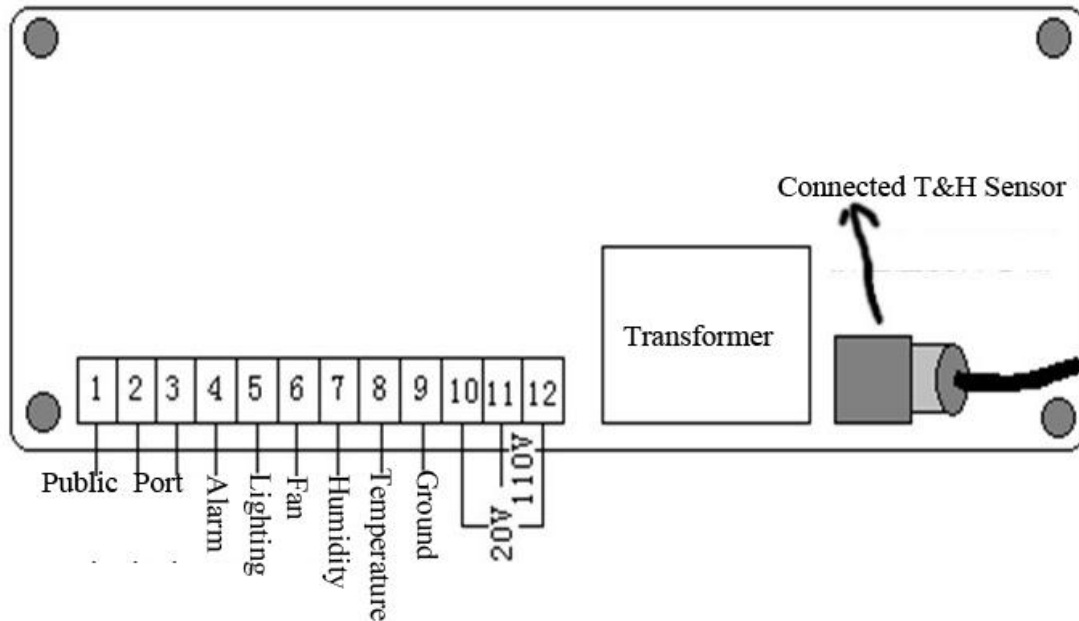 Connected T&H Sensor
Transformer
1 2 3 4 5 6 7 8 9 10 11 12
Public Port
Alarm
Lighting
Fan
Humidity
Temperature
Ground
20V
110V